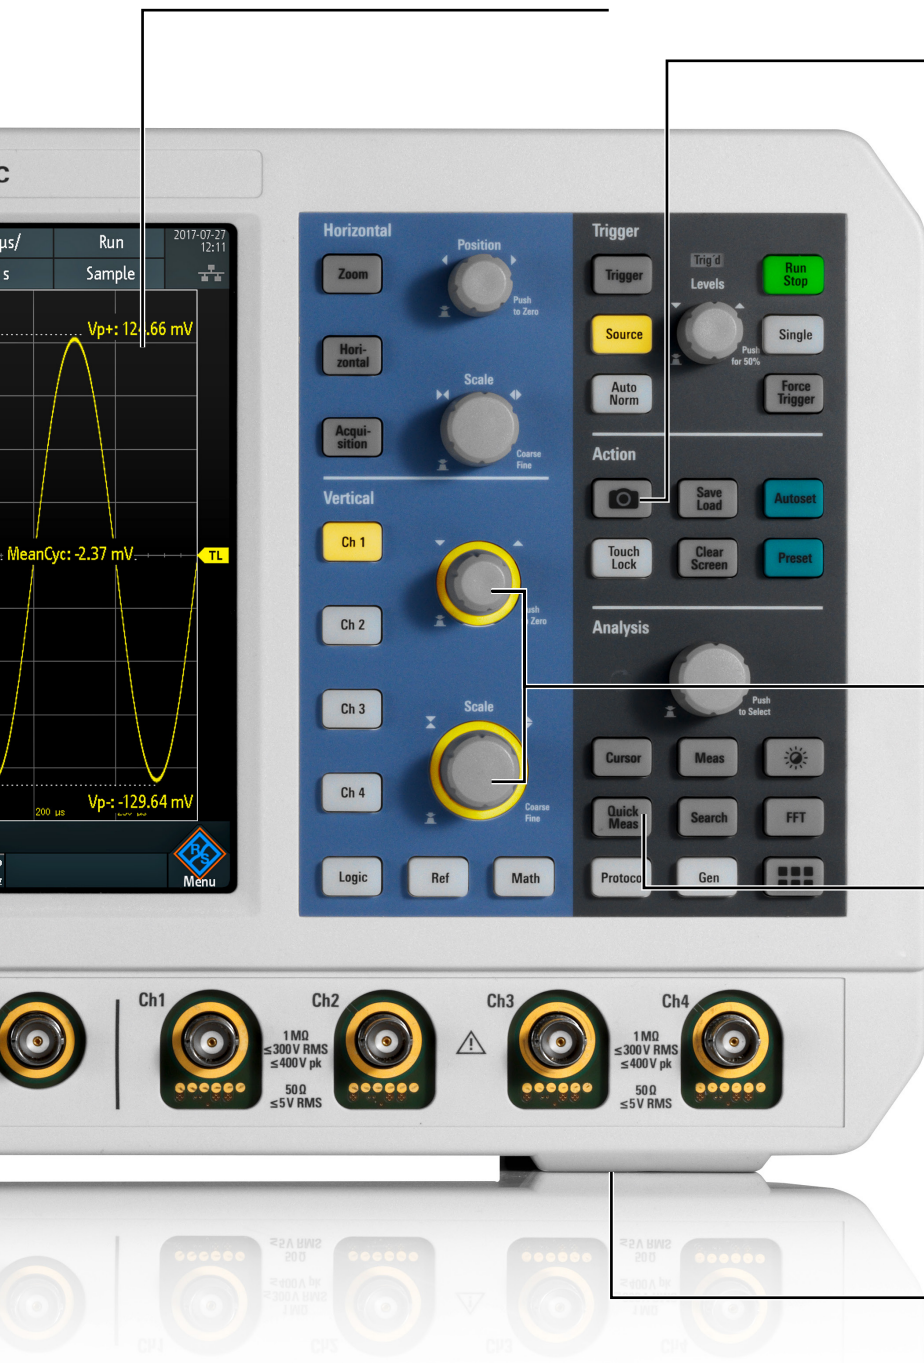 C
µs/
Run
2017-07-27
12:11
s
Sample
Vp+: 12 .66 mV
MeanCyc: -2.37 mV
TL
200 µs
Vp-: -129.64 mV
R S
Menu
Horizontal
Zoom
Position
Push
to Zero
Hori-
zontal
Scale
Acqui-
sition
Coarse
Fine
Vertical
Ch 1
Ch 2
Zero
Ch 3
Scale
Ch 4
Coarse
Fine
Logic
Ref
Math
Trigger
Trigger
Trig'd
Levels
Run
Stop
Source
Single
Push
for 50%
Auto
Norm
Force
Trigger
Action
Save
Load
Autoset
Touch
Lock
Clear
Screen
Preset
Analysis
Push
to Select
Cursor
Meas
Quick
Meas
Search
FFT
Protocol
Gen
Ch1
Ch2
Ch3
Ch4
1 MΩ
≤300 V RMS
≤400 V pk
50 Ω
≤5 V RMS
1 MΩ
≤300 V RMS
≤400 V pk
50 Ω
≤5 V RMS